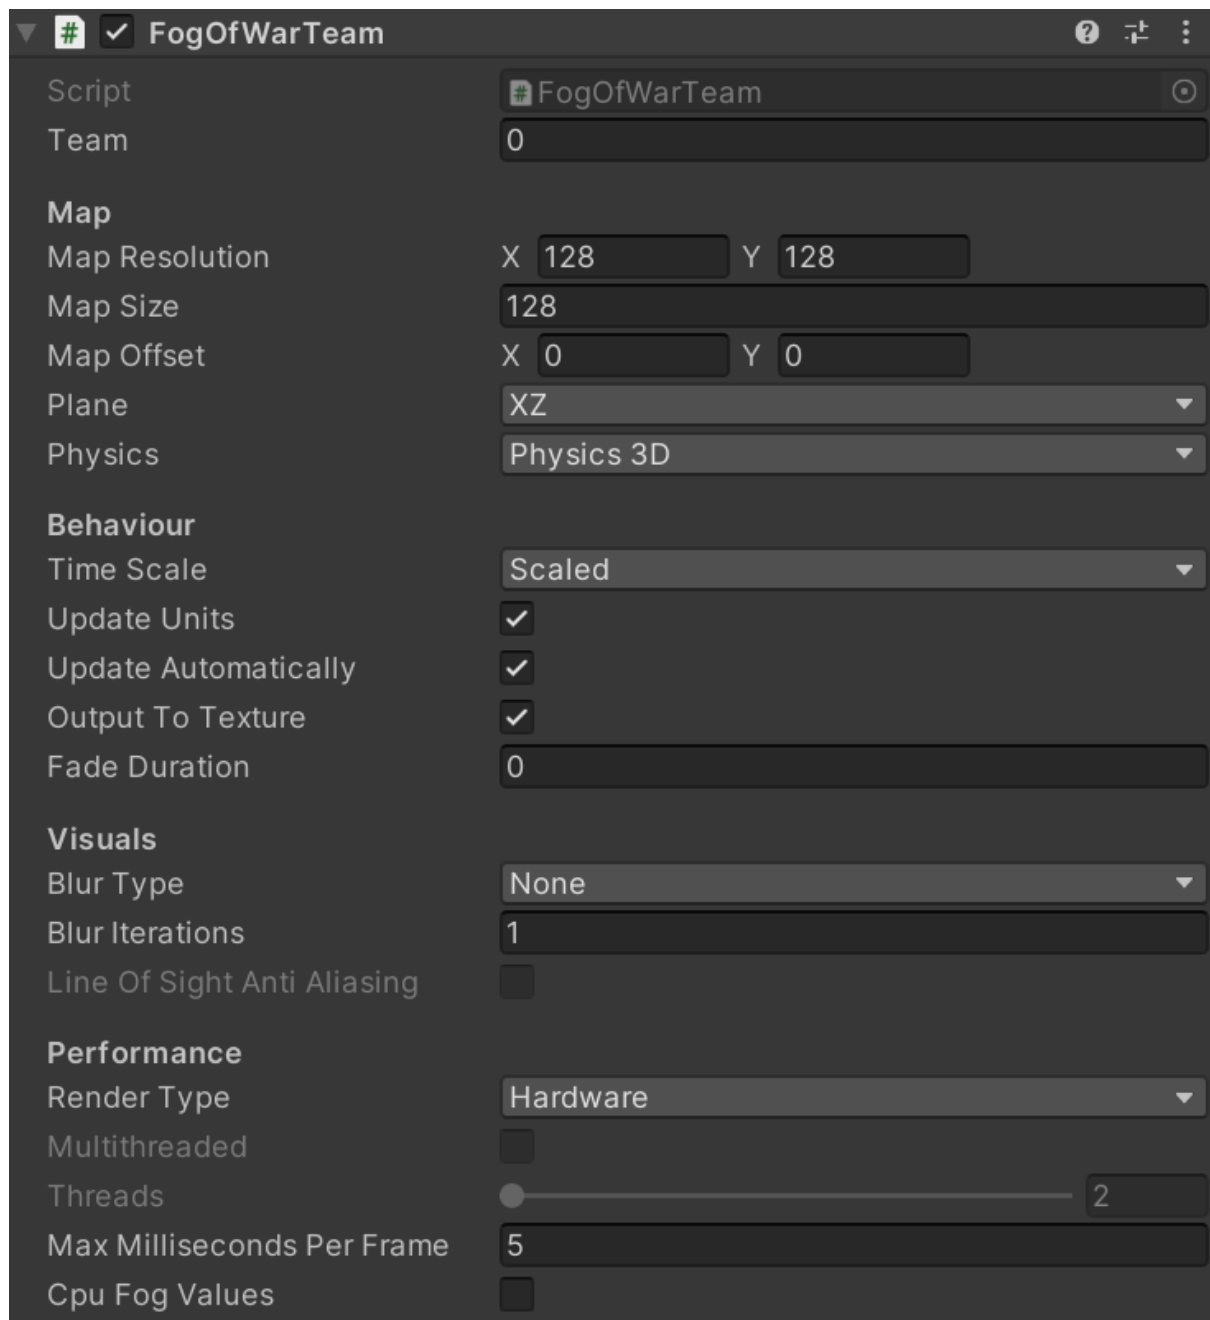 FogOfWarTeam
Script FogOfWarTeam
Team 0
Map
Map Resolution X 128 Y 128
Map Size 128
Map Offset X 0 Y 0
Plane XZ
Physics Physics 3D
Behaviour
Time Scale Scaled
Update Units
Update Automatically
Output To Texture
Fade Duration 0
Visuals
Blur Type None
Blur Iterations 1
Line Of Sight Anti Aliasing
Performance
Render Type Hardware
Multithreaded
Threads 2
Max Milliseconds Per Frame 5
Cpu Fog Values